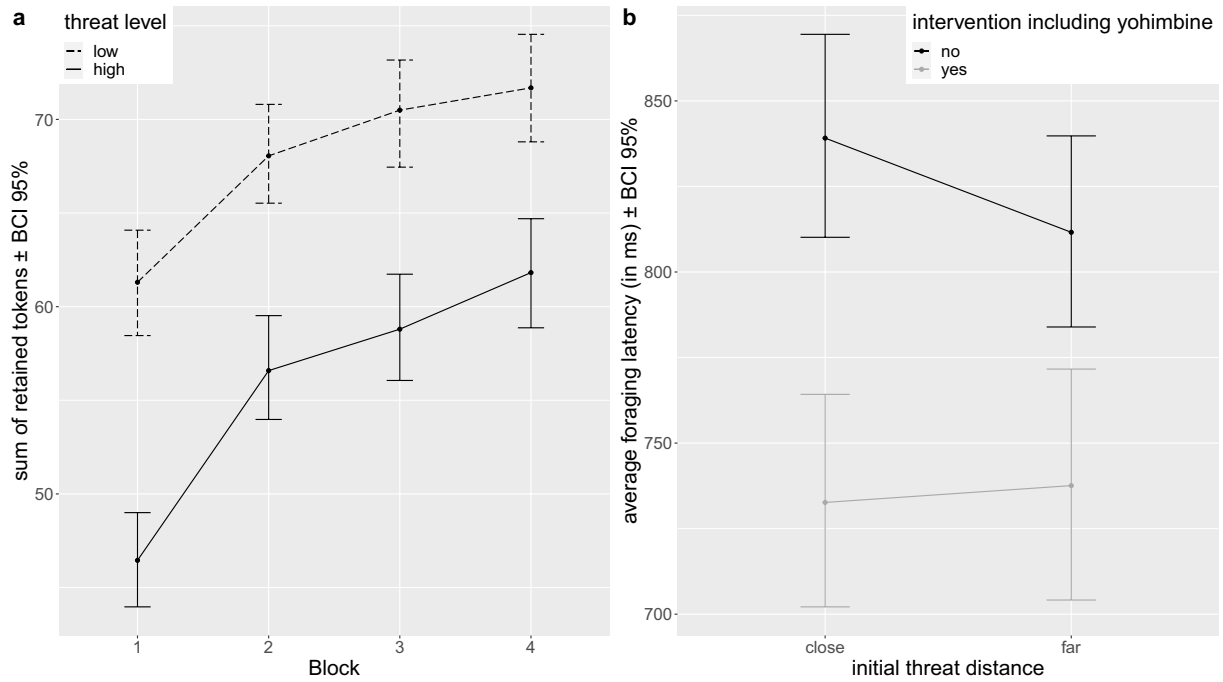 a
threat level
low
high
sum of retained tokens ± BCI 95%
70
60
50
1 2 3 4
Block
b
intervention including yohimbine
no
yes
average foraging latency (in ms) ± BCI 95%
850
800
750
700
close far
initial threat distance